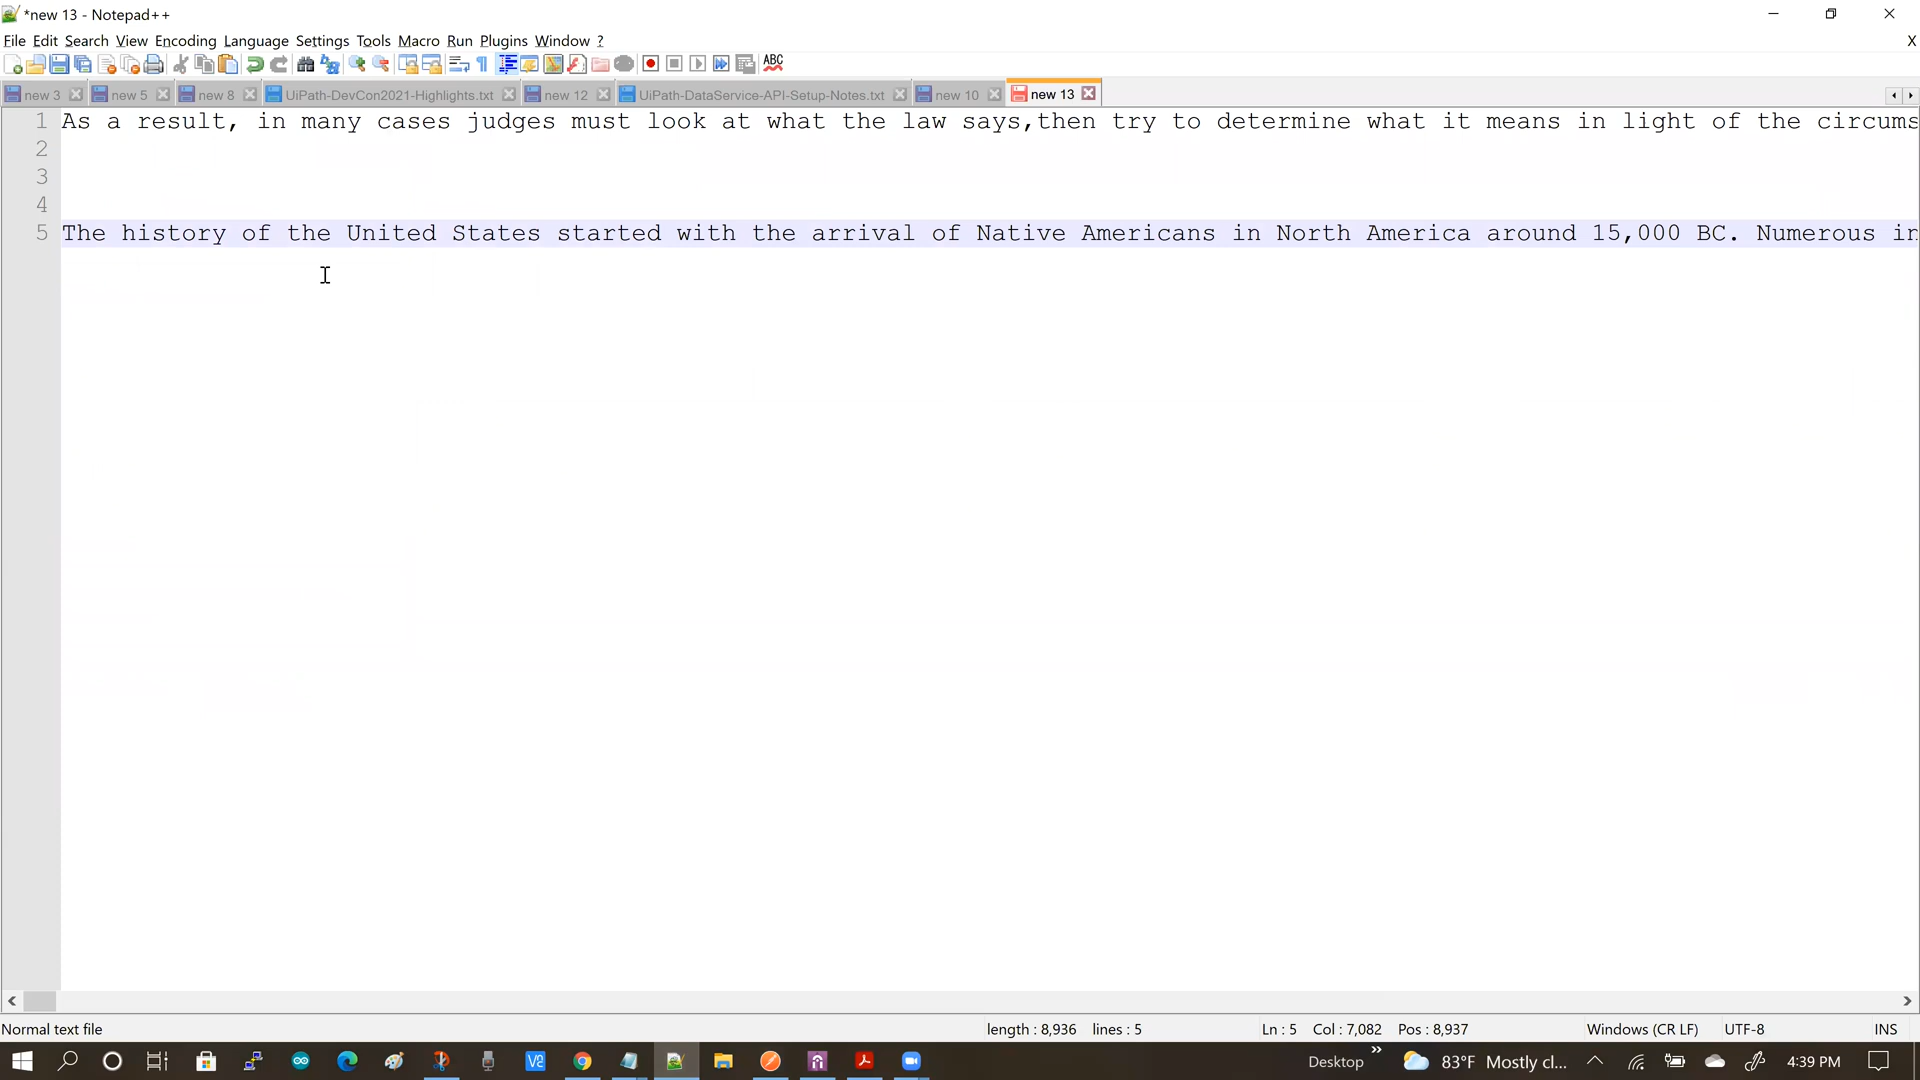 *new 13 - Notepad++
File Edit Search View Encoding Language Settings Tools Macro Run Plugins Window ?
X
ABC
new 3 new 5 new 8 UiPath-DevCon2021-Highlights.txt new 12 UiPath-DataService-API-Setup-Notes.txt new 10 new 13
1 As a result, in many cases judges must look at what the law says,then try to determine what it means in light of the circums
2
3
4
5 The history of the United States started with the arrival of Native Americans in North America around 15,000 BC. Numerous in
Normal text file length : 8,936 lines : 5 Ln : 5 Col : 7,082 Pos : 8,937 Windows (CR LF) UTF-8 INS
Desktop 83°F Mostly cl... 4:39 PM